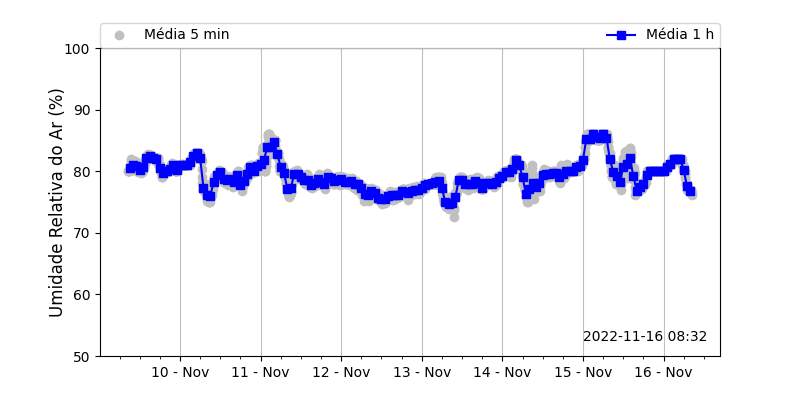 Média 5 min
Média 1 h
Umidade Relativa do Ar (%)
100
90
80
70
60
50
2022-11-16 08:32
10 - Nov
11 - Nov
12 - Nov
13 - Nov
14 - Nov
15 - Nov
16 - Nov